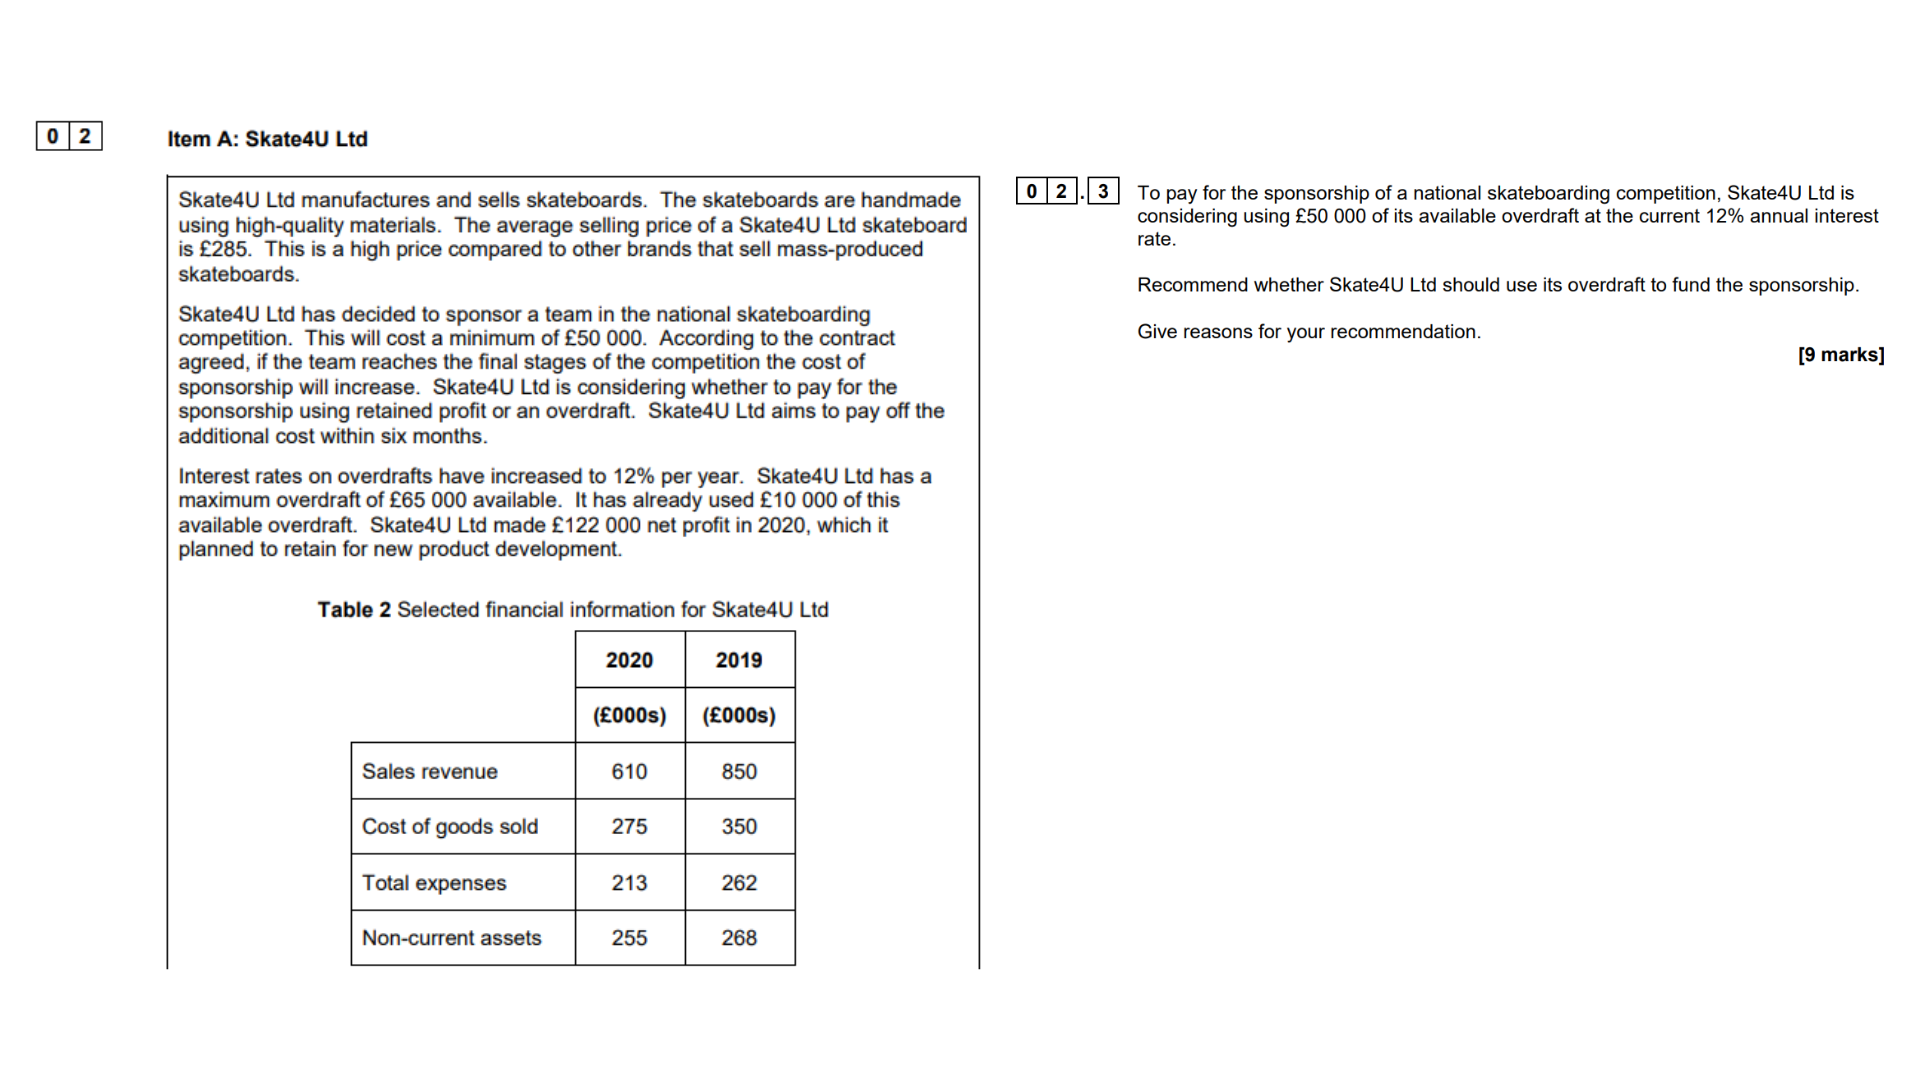 0 2
Item A: Skate4U Ltd
Skate4U Ltd manufactures and sells skateboards. The skateboards are handmade
using high-quality materials. The average selling price of a Skate4U Ltd skateboard
is £285. This is a high price compared to other brands that sell mass-produced
skateboards.
Skate4U Ltd has decided to sponsor a team in the national skateboarding
competition. This will cost a minimum of £50 000. According to the contract
agreed, if the team reaches the final stages of the competition the cost of
sponsorship will increase. Skate4U Ltd is considering whether to pay for the
sponsorship using retained profit or an overdraft. Skate4U Ltd aims to pay off the
additional cost within six months.
Interest rates on overdrafts have increased to 12% per year. Skate4U Ltd has a
maximum overdraft of £65 000 available. It has already used £10 000 of this
available overdraft. Skate4U Ltd made £122 000 net profit in 2020, which it
planned to retain for new product development.
Table 2 Selected financial information for Skate4U Ltd
2020 2019
(£000s) (£000s)
Sales revenue 610 850
Cost of goods sold 275 350
Total expenses 213 262
Non-current assets 255 268
0 2 . 3
To pay for the sponsorship of a national skateboarding competition, Skate4U Ltd is
considering using £50 000 of its available overdraft at the current 12% annual interest
rate.
Recommend whether Skate4U Ltd should use its overdraft to fund the sponsorship.
Give reasons for your recommendation.
[9 marks]